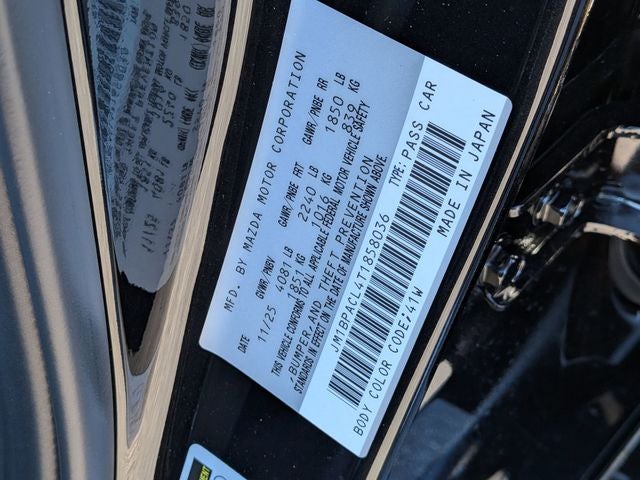 MFD. BY MAZDA MOTOR CORPORATION
11/25 GVWR/PNBV GAWR/PNBE FRT GAWR/PNBE RR
4081 LB 2240 LB 1850 LB
1851 KG 1016 KG 839 KG
THIS VEHICLE CONFORMS TO ALL APPLICABLE FEDERAL MOTOR VEHICLE SAFETY
,BUMPER,AND THEFT PREVENTION
STANDARDS IN EFFECT ON THE DATE OF MANUFACTURE SHOWN ABOVE.
JM1BPACL4T1858036 TYPE: PASS CAR
BODY COLOR CODE:41W MADE IN JAPAN